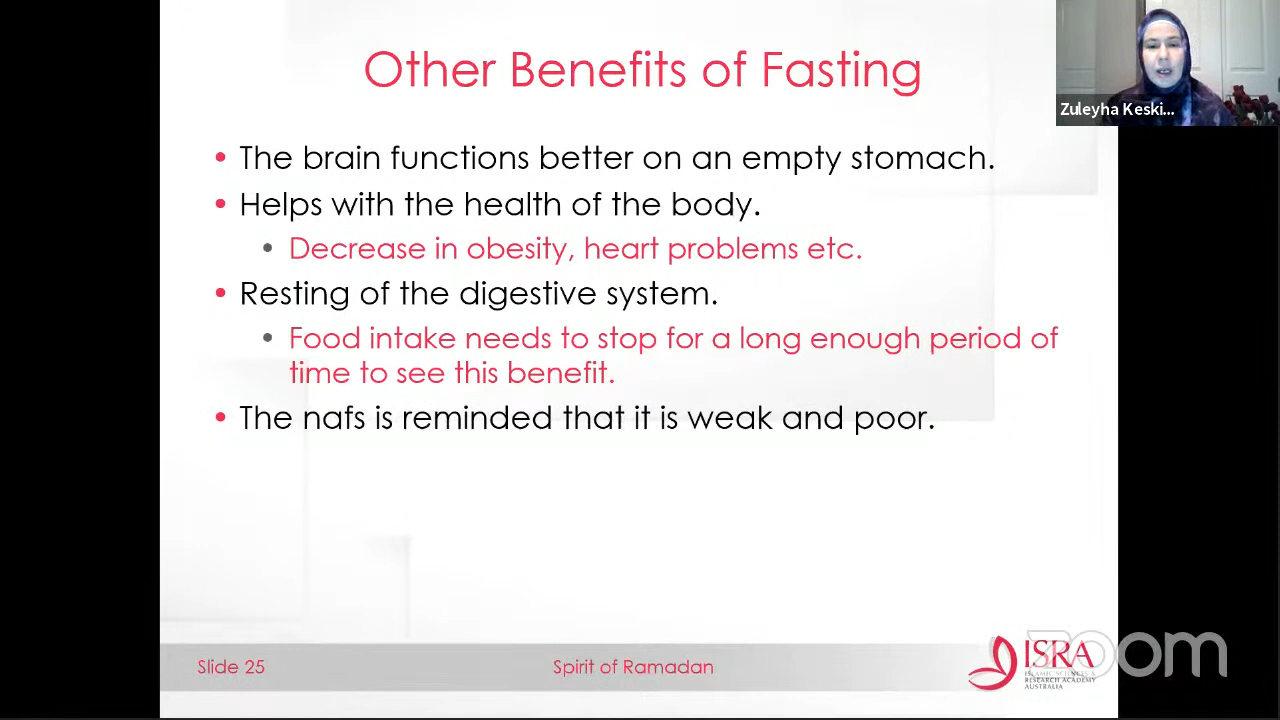 Other Benefits of Fasting
Zuleyha Keski...
• The brain functions better on an empty stomach.
• Helps with the health of the body.
• Decrease in obesity, heart problems etc.
• Resting of the digestive system.
• Food intake needs to stop for a long enough period of
time to see this benefit.
• The nafs is reminded that it is weak and poor.
Slide 25
Spirit of Ramadan
ISRA
ISLAMIC SCIENCES &
RESEARCH ACADEMY
AUSTRALIA
zoom